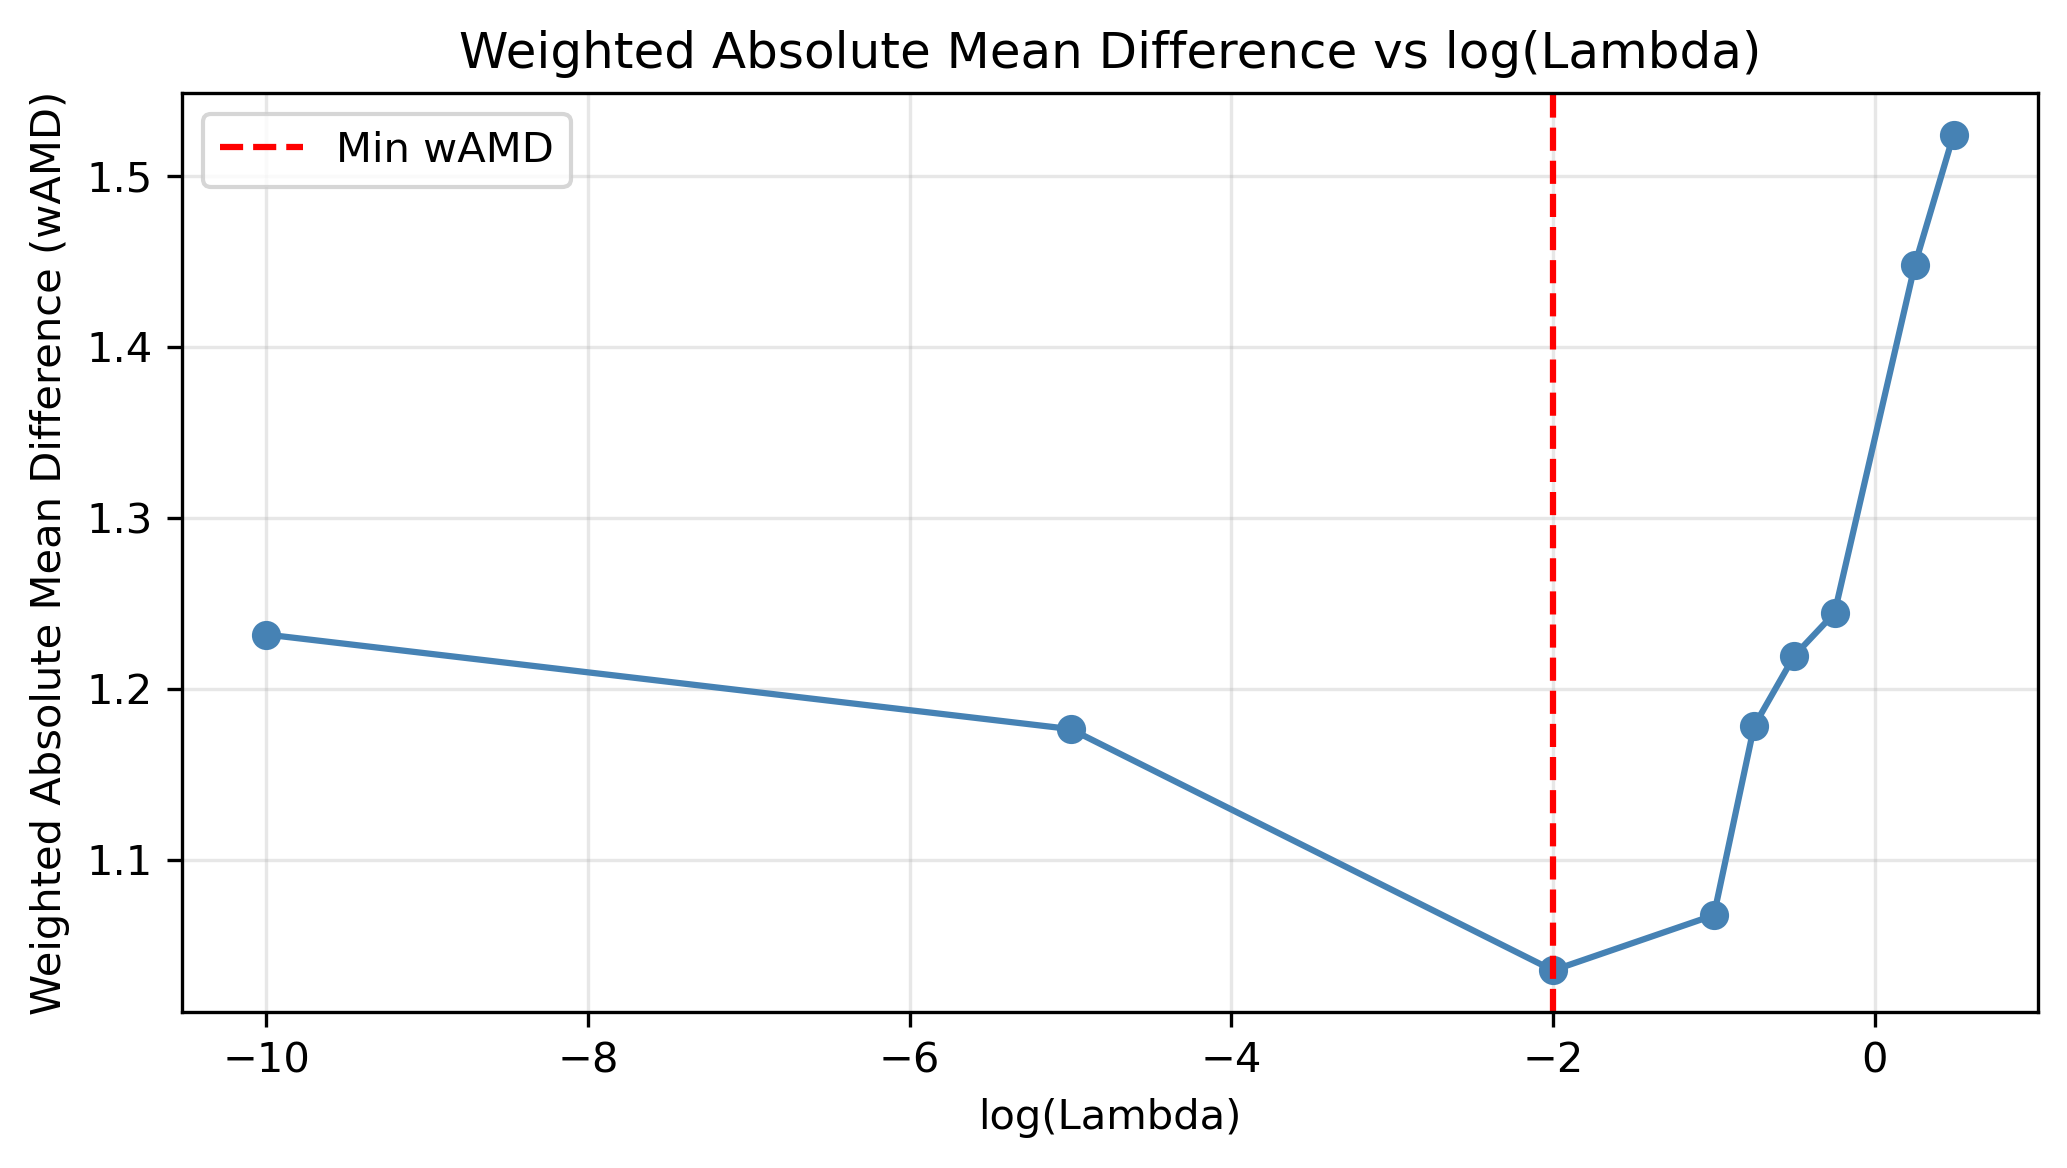 Weighted Absolute Mean Difference vs log(Lambda)
Weighted Absolute Mean Difference (wAMD)
Min wAMD
1.5
1.4
1.3
1.2
1.1
−10 −8 −6 −4 −2 0
log(Lambda)